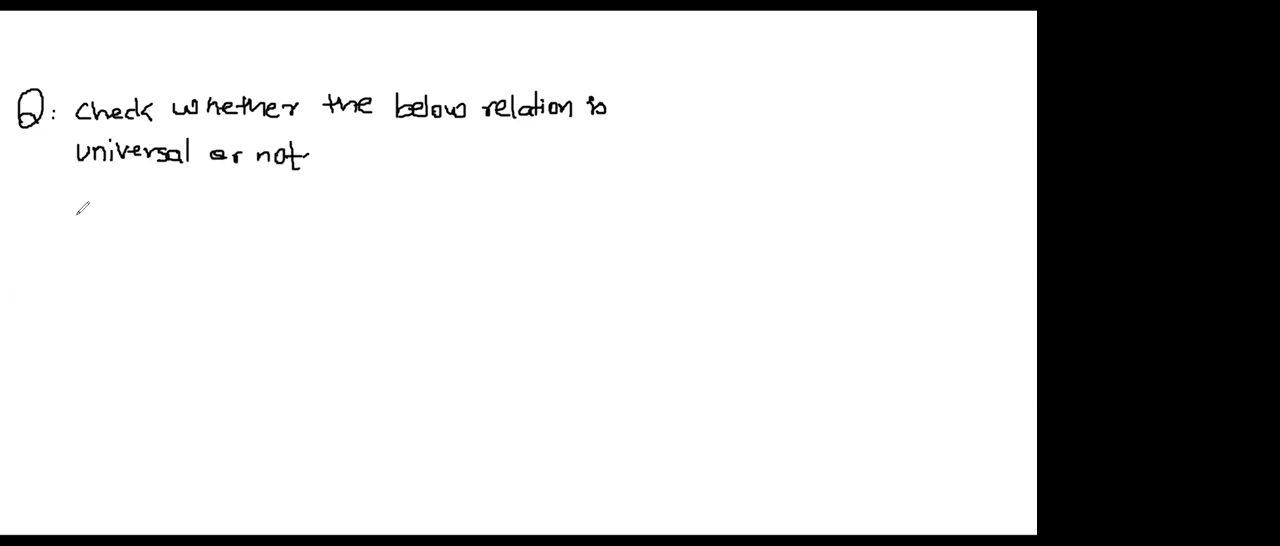 Q: check whether the below relation is
universal or not